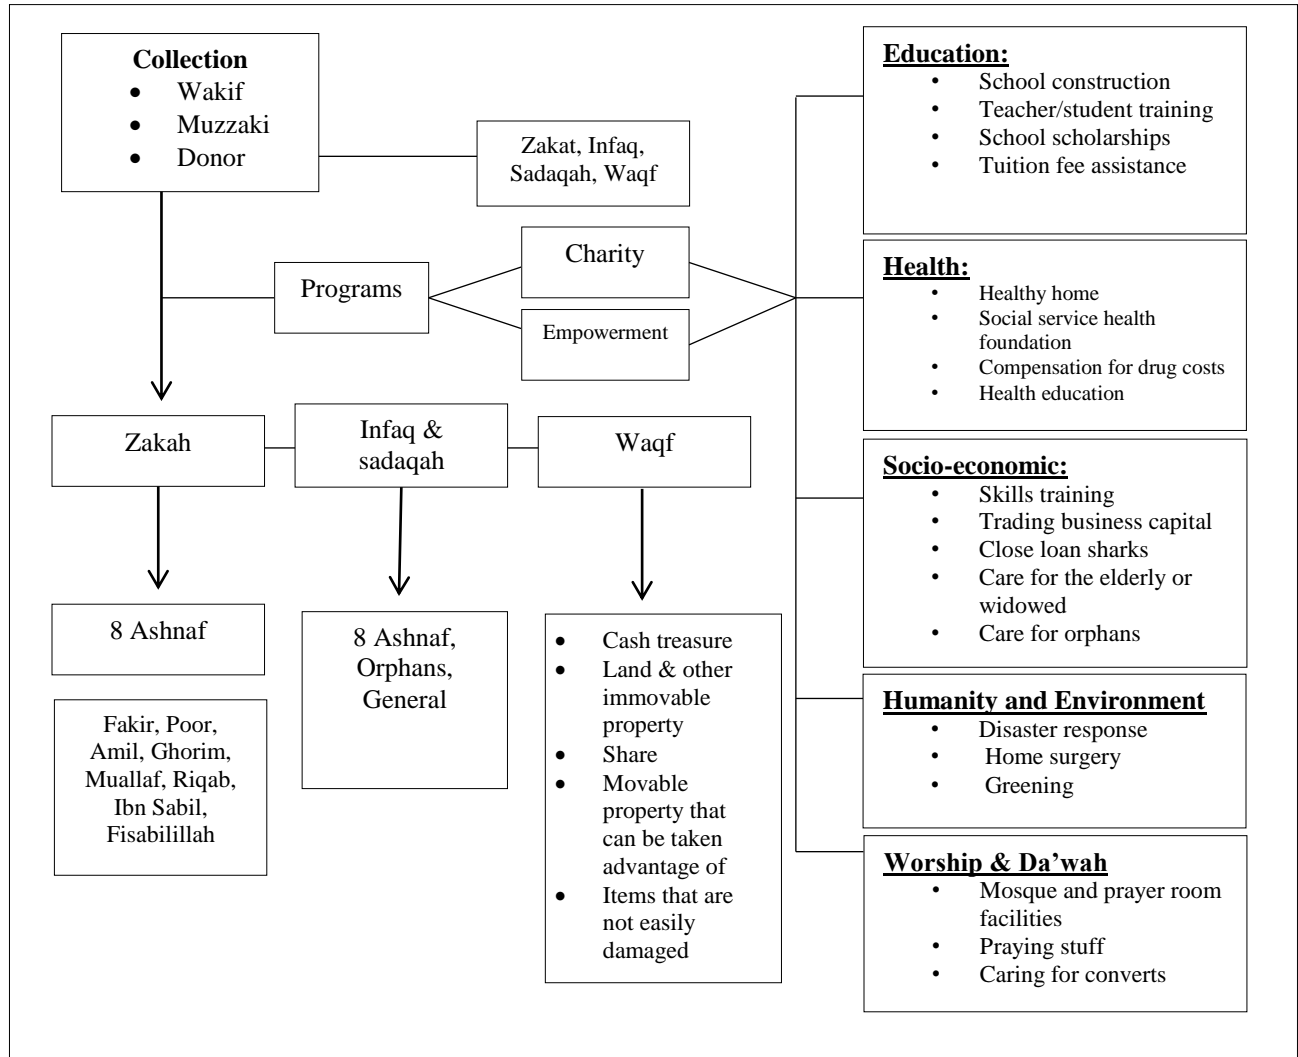 Collection
• Wakif
• Muzzaki
• Donor
Zakat, Infaq,
Sadaqah, Waqf
Programs
Charity
Empowerment
Zakah
Infaq &
sadaqah
Waqf
8 Ashnaf
8 Ashnaf,
Orphans,
General
Fakir, Poor,
Amil, Ghorim,
Muallaf, Riqab,
Ibn Sabil,
Fisabilillah
• Cash treasure
• Land & other
immovable
property
• Share
• Movable
property that
can be taken
advantage of
• Items that are
not easily
damaged
Education:
• School construction
• Teacher/student training
• School scholarships
• Tuition fee assistance
Health:
• Healthy home
• Social service health
foundation
• Compensation for drug costs
• Health education
Socio-economic:
• Skills training
• Trading business capital
• Close loan sharks
• Care for the elderly or
widowed
• Care for orphans
Humanity and Environment
• Disaster response
• Home surgery
• Greening
Worship & Da’wah
• Mosque and prayer room
facilities
• Praying stuff
• Caring for converts